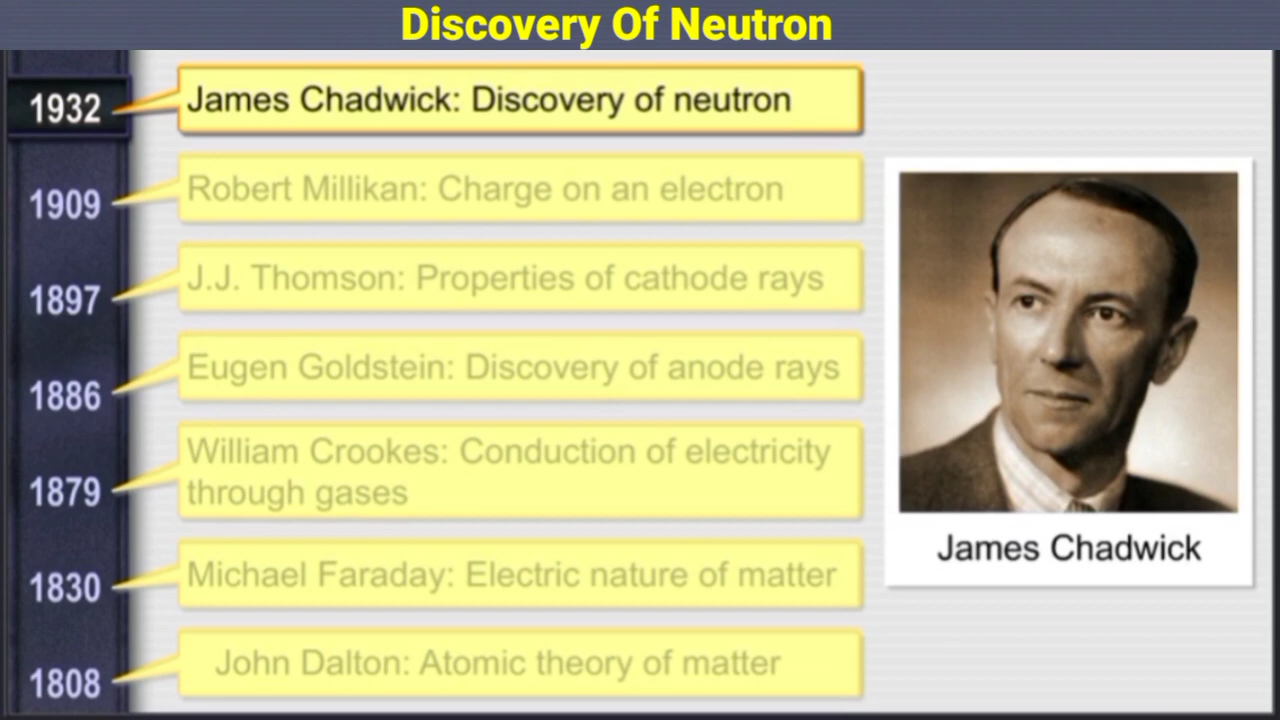 Discovery Of Neutron
1932
James Chadwick: Discovery of neutron
1909
Robert Millikan: Charge on an electron
1897
J.J. Thomson: Properties of cathode rays
1886
Eugen Goldstein: Discovery of anode rays
1879
William Crookes: Conduction of electricity
through gases
1830
Michael Faraday: Electric nature of matter
1808
John Dalton: Atomic theory of matter
James Chadwick